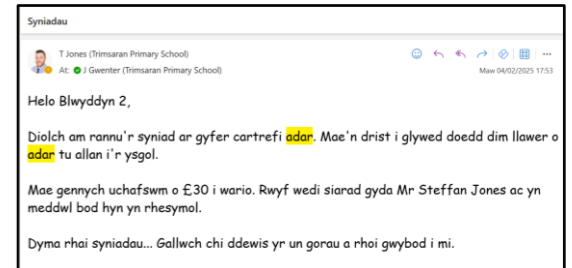 Syniadau
T Jones (Trimsaran Primary School)
At: J Gwenter (Trimsaran Primary School)
Maw 04/02/2025 17:53
Helo Blwyddyn 2,
Diolch am rannu'r syniad ar gyfer cartrefi adar. Mae'n drist i glywed doedd dim llawer o
adar tu allan i'r ysgol.
Mae gennych uchafswm o £30 i wario. Rwyf wedi siarad gyda Mr Steffan Jones ac yn
meddwl bod hyn yn rhesymol.
Dyma rhai syniadau... Gallwch chi ddewis yr un gorau a rhoi gwybod i mi.